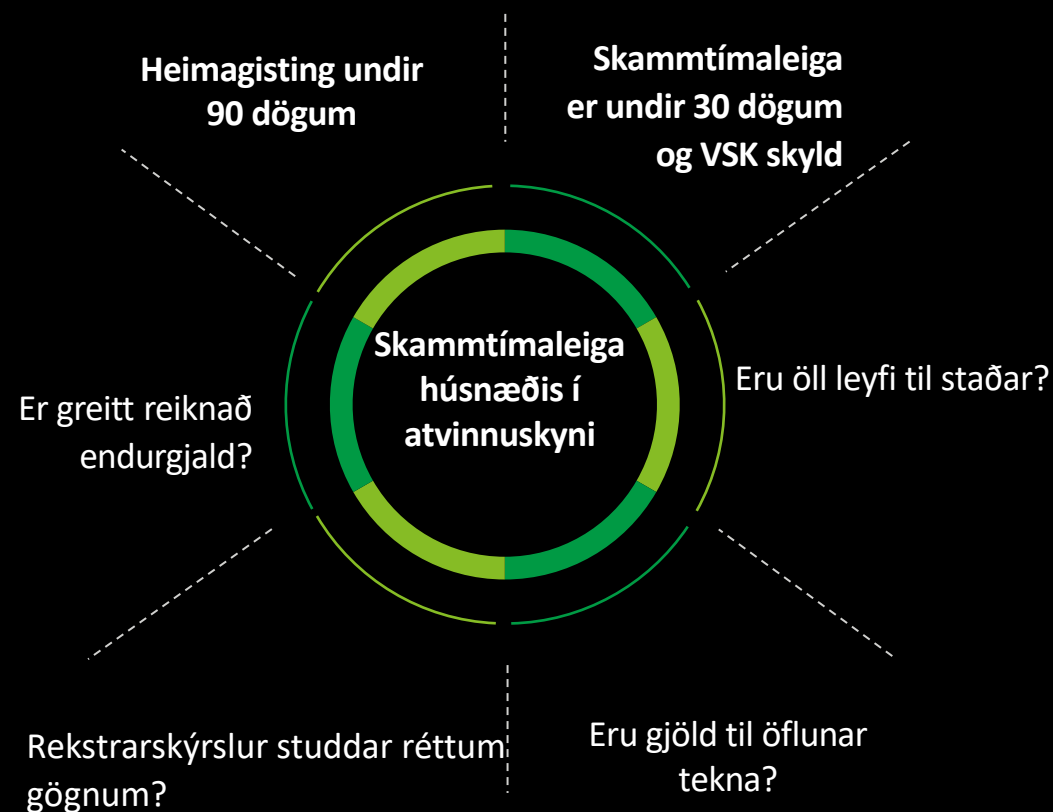 Heimagisting undir
90 dögum
Skammtímaleiga
er undir 30 dögum
og VSK skyld
Skammtímaleiga
húsnæðis í
atvinnuskyni
Eru öll leyfi til staðar?
Er greitt reiknað
endurgjald?
Rekstrarskýrslur studdar réttum
gögnum?
Eru gjöld til öflunar
tekna?